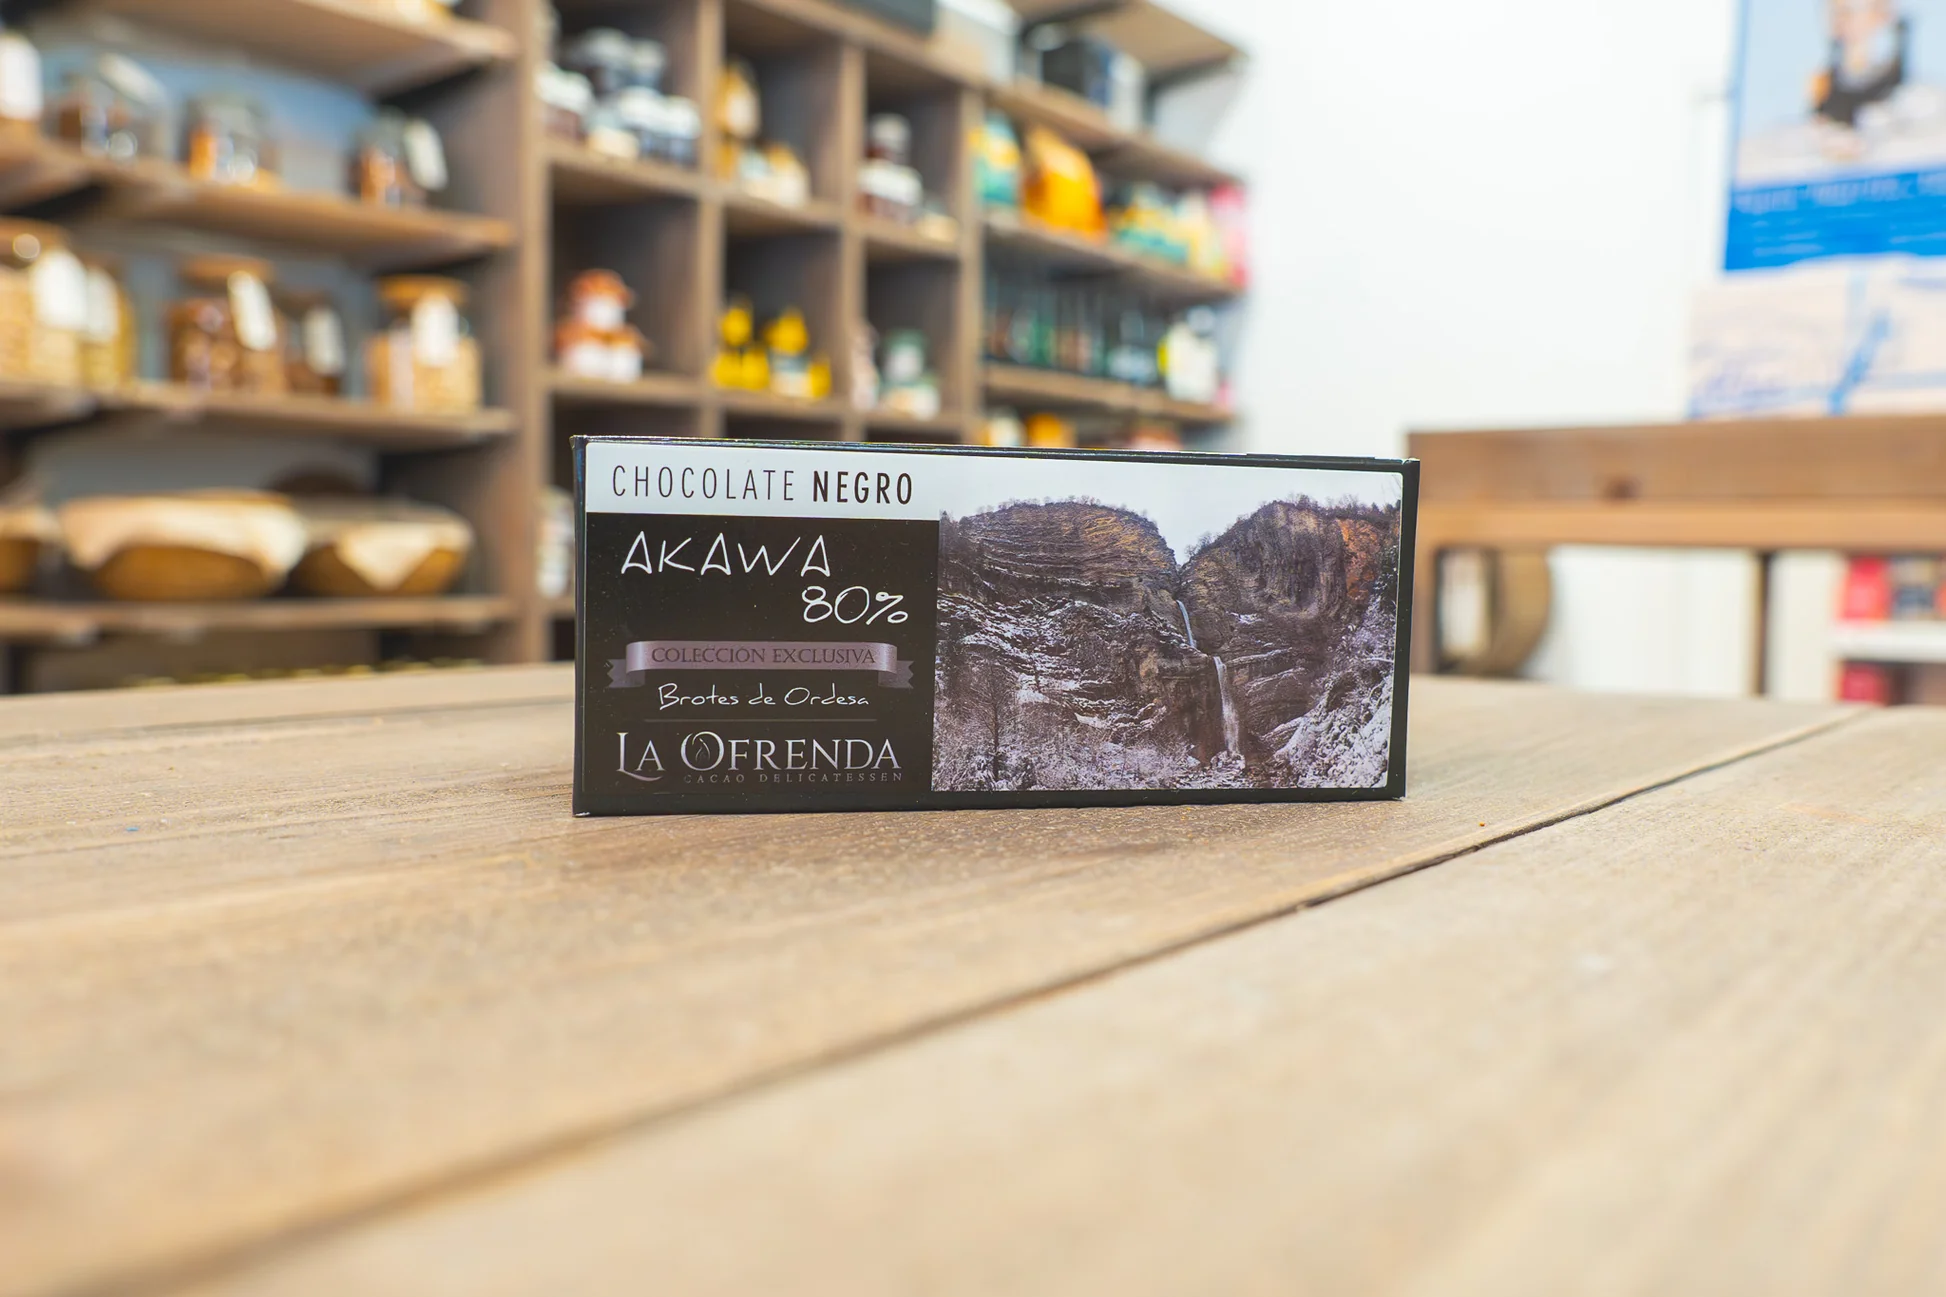 CHOCOLATE NEGRO
AKAWA
80%
COLECCIÓN EXCLUSIVA
Brotes de Ordesa
LA OFRENDA
CACAO DELICATESSEN